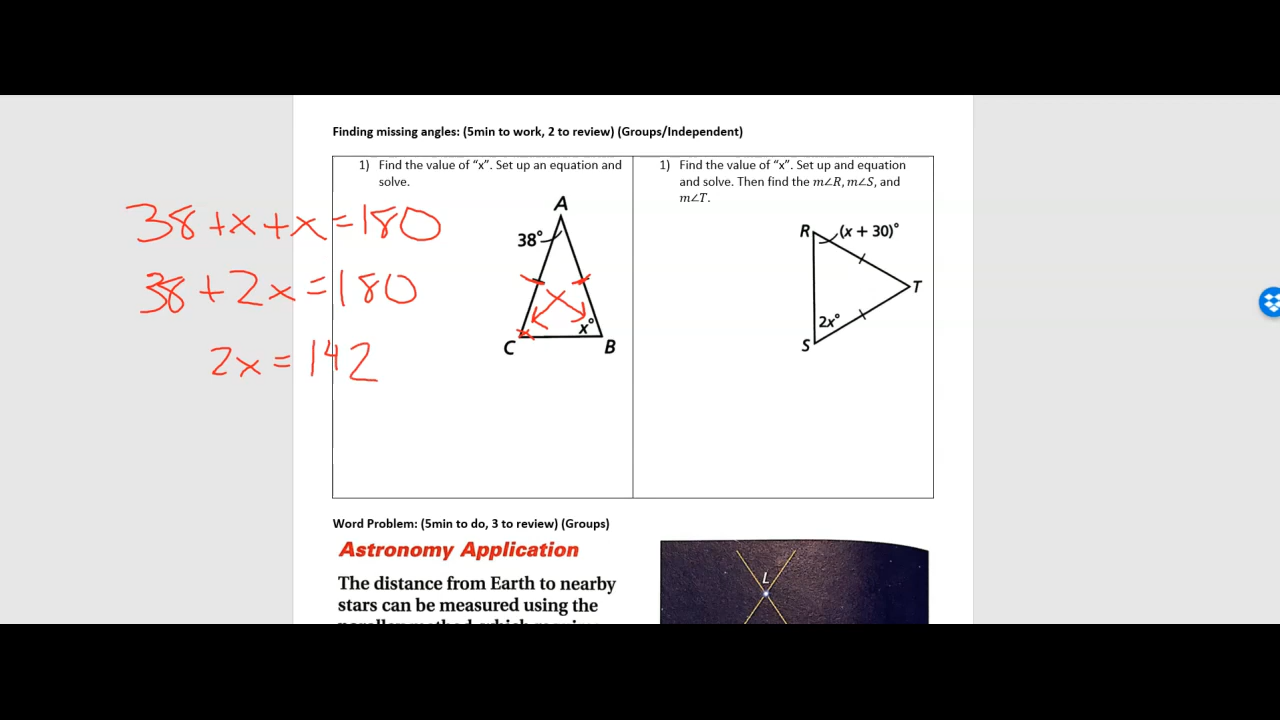 Finding missing angles: (5min to work, 2 to review) (Groups/Independent)
1) Find the value of “x”. Set up an equation and
solve.
38+x+x=180
38+2x=180
2x=142
A
38°
x
x°
C
B
1) Find the value of “x”. Set up and equation
and solve. Then find the m∠R, m∠S, and
m∠T.
R
(x + 30)°
T
2x°
S
Word Problem: (5min to do, 3 to review) (Groups)
Astronomy Application
The distance from Earth to nearby
stars can be measured using the
L